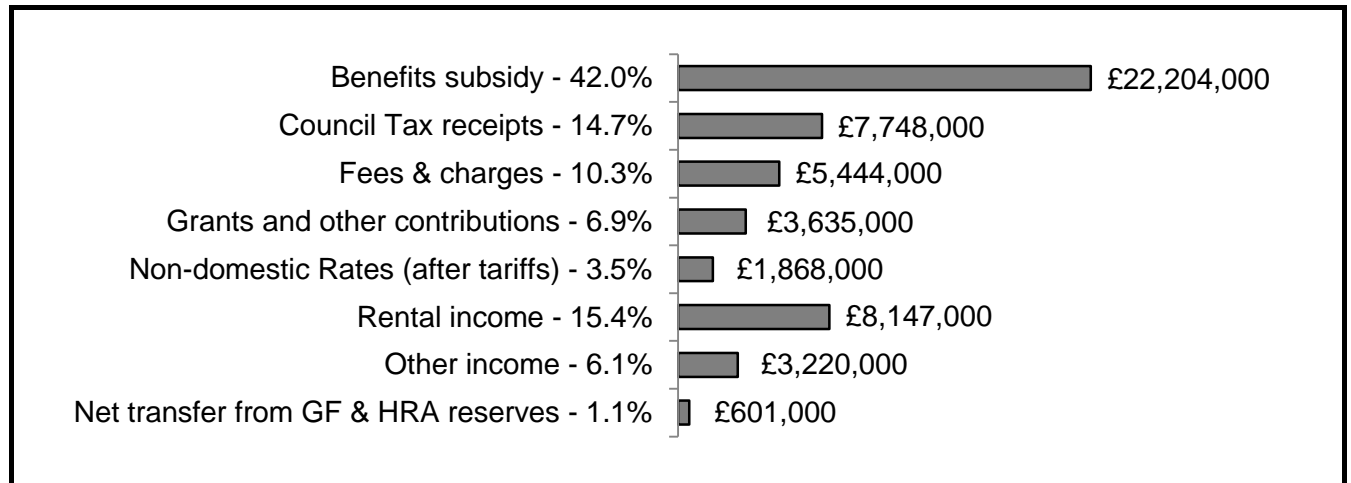 Benefits subsidy - 42.0% £22,204,000
Council Tax receipts - 14.7% £7,748,000
Fees & charges - 10.3% £5,444,000
Grants and other contributions - 6.9% £3,635,000
Non-domestic Rates (after tariffs) - 3.5% £1,868,000
Rental income - 15.4% £8,147,000
Other income - 6.1% £3,220,000
Net transfer from GF & HRA reserves - 1.1% £601,000